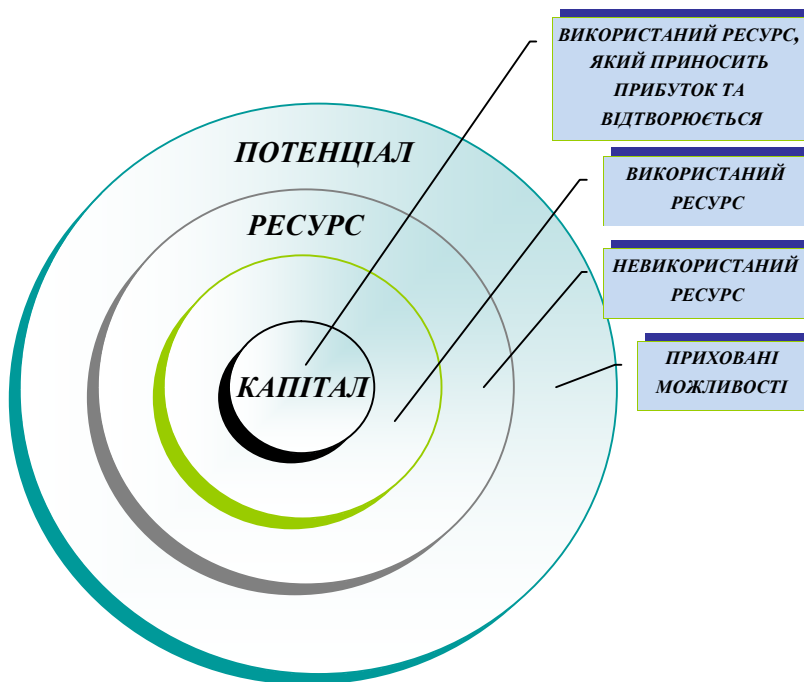 ВИКОРИСТАНИЙ РЕСУРС,
ЯКИЙ ПРИНОСИТЬ
ПРИБУТОК ТА
ВІДТВОРЮЄТЬСЯ
ПОТЕНЦІАЛ
ВИКОРИСТАНИЙ
РЕСУРС
РЕСУРС
НЕВИКОРИСТАНИЙ
РЕСУРС
ПРИХОВАНІ
МОЖЛИВОСТІ
КАПІТАЛ